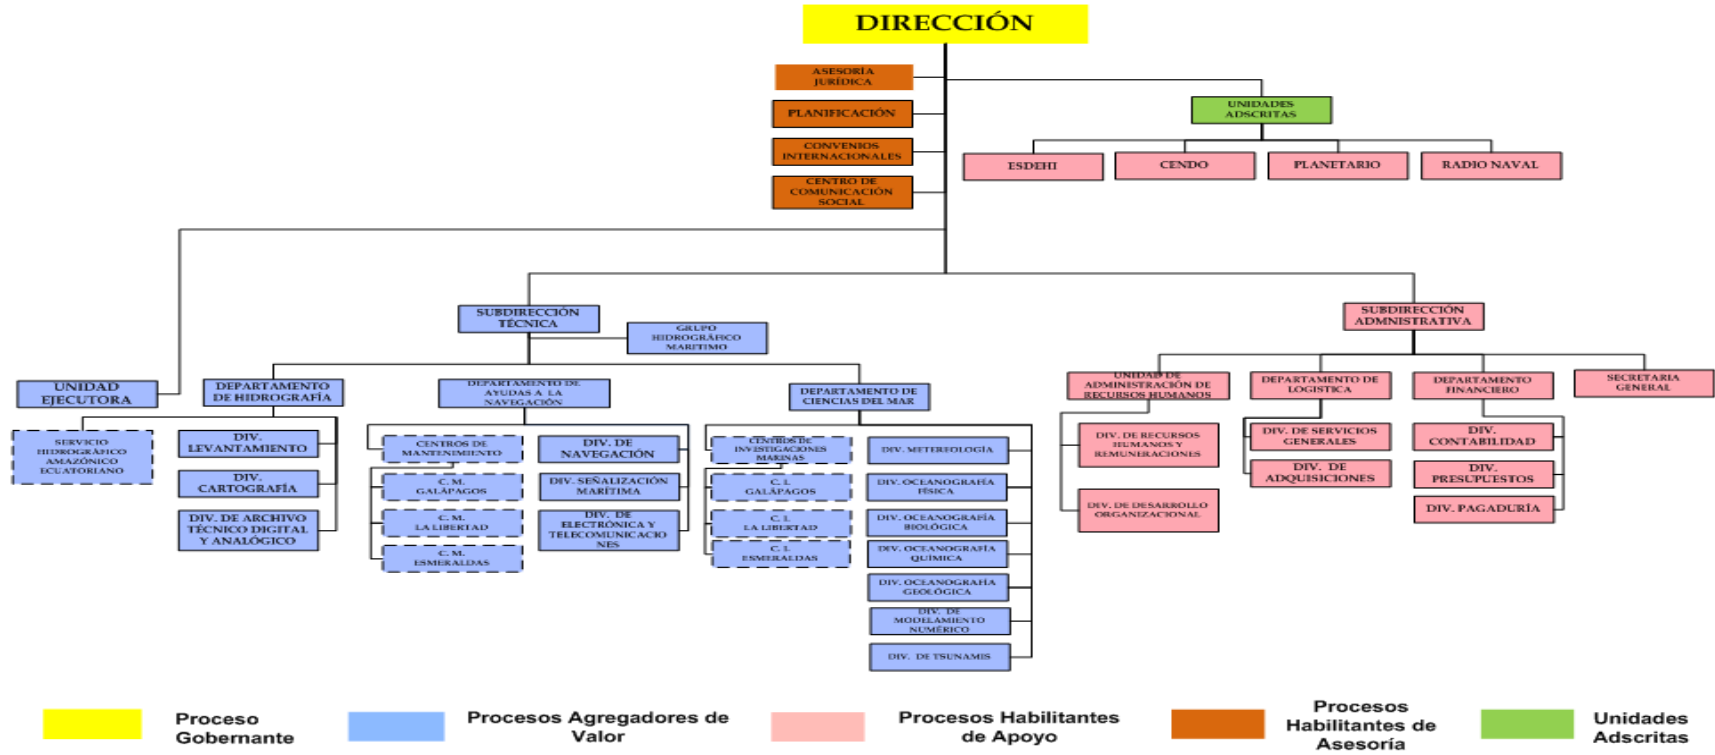 DIRECCIÓN
ASESORÍA
JURÍDICA
PLANIFICACIÓN
CONVENIOS
INTERNACIONALES
CENTRO DE
COMUNICACIÓN
SOCIAL
UNIDADES
ADSCRITAS
ESDEHI
CENDO
PLANETARIO
RADIO NAVAL
SUBDIRECCIÓN
TÉCNICA
GRUPO
HIDROGRÁFICO
MARITIMO
SUBDIRECCIÓN
ADMNISTRATIVA
UNIDAD
EJECUTORA
SERVICIO
HIDROGRÁFICO
AMAZÓNICO
ECUATORIANO
DEPARTAMENTO
DE HIDROGRAFÍA
DIV.
LEVANTAMIENTO
DIV.
CARTOGRAFÍA
DIV. DE ARCHIVO
TÉCNICO DIGITAL
Y ANALÓGICO
DEPARTAMENTO DE
AYUDAS A LA
NAVEGACIÓN
CENTROS DE
MANTENIMIENTO
C. M.
GALÁPAGOS
C. M.
LA LIBERTAD
C. M.
ESMERALDAS
DIV. DE
NAVEGACIÓN
DIV. SEÑALIZACIÓN
MARÍTIMA
DIV. DE
ELECTRÓNICA Y
TELECOMUNICACIO
NES
DEPARTAMENTO DE
CIENCIAS DEL MAR
CENTROS DE
INVESTIGACIONES
MARINAS
C. I.
GALÁPAGOS
C. I.
LA LIBERTAD
C. I.
ESMERALDAS
DIV. METEREOLOGÍA
DIV. OCEANOGRAFÍA
FÍSICA
DIV. OCEANOGRAFÍA
BIOLÓGICA
DIV. OCEANOGRAFÍA
QUÍMICA
DIV. OCEANOGRAFÍA
GEOLÓGICA
DIV. DE
MODELAMIENTO
NUMÉRICO
DIV. DE TSUNAMIS
UNIDAD DE
ADMINISTRACIÓN DE
RECURSOS HUMANOS
DIV. DE RECURSOS
HUMANOS Y
REMUNERACIONES
DIV. DE DESARROLLO
ORGANIZACIONAL
DEPARTAMENTO DE
LOGISTICA
DIV. DE SERVICIOS
GENERALES
DIV. DE
ADQUISICIONES
DEPARTAMENTO
FINANCIERO
DIV.
CONTABILIDAD
DIV.
PRESUPUESTOS
DIV. PAGADURÍA
SECRETARIA
GENERAL
Proceso
Gobernante
Procesos Agregadores de
Valor
Procesos Habilitantes
de Apoyo
Procesos
Habilitantes de
Asesoría
Unidades
Adscritas